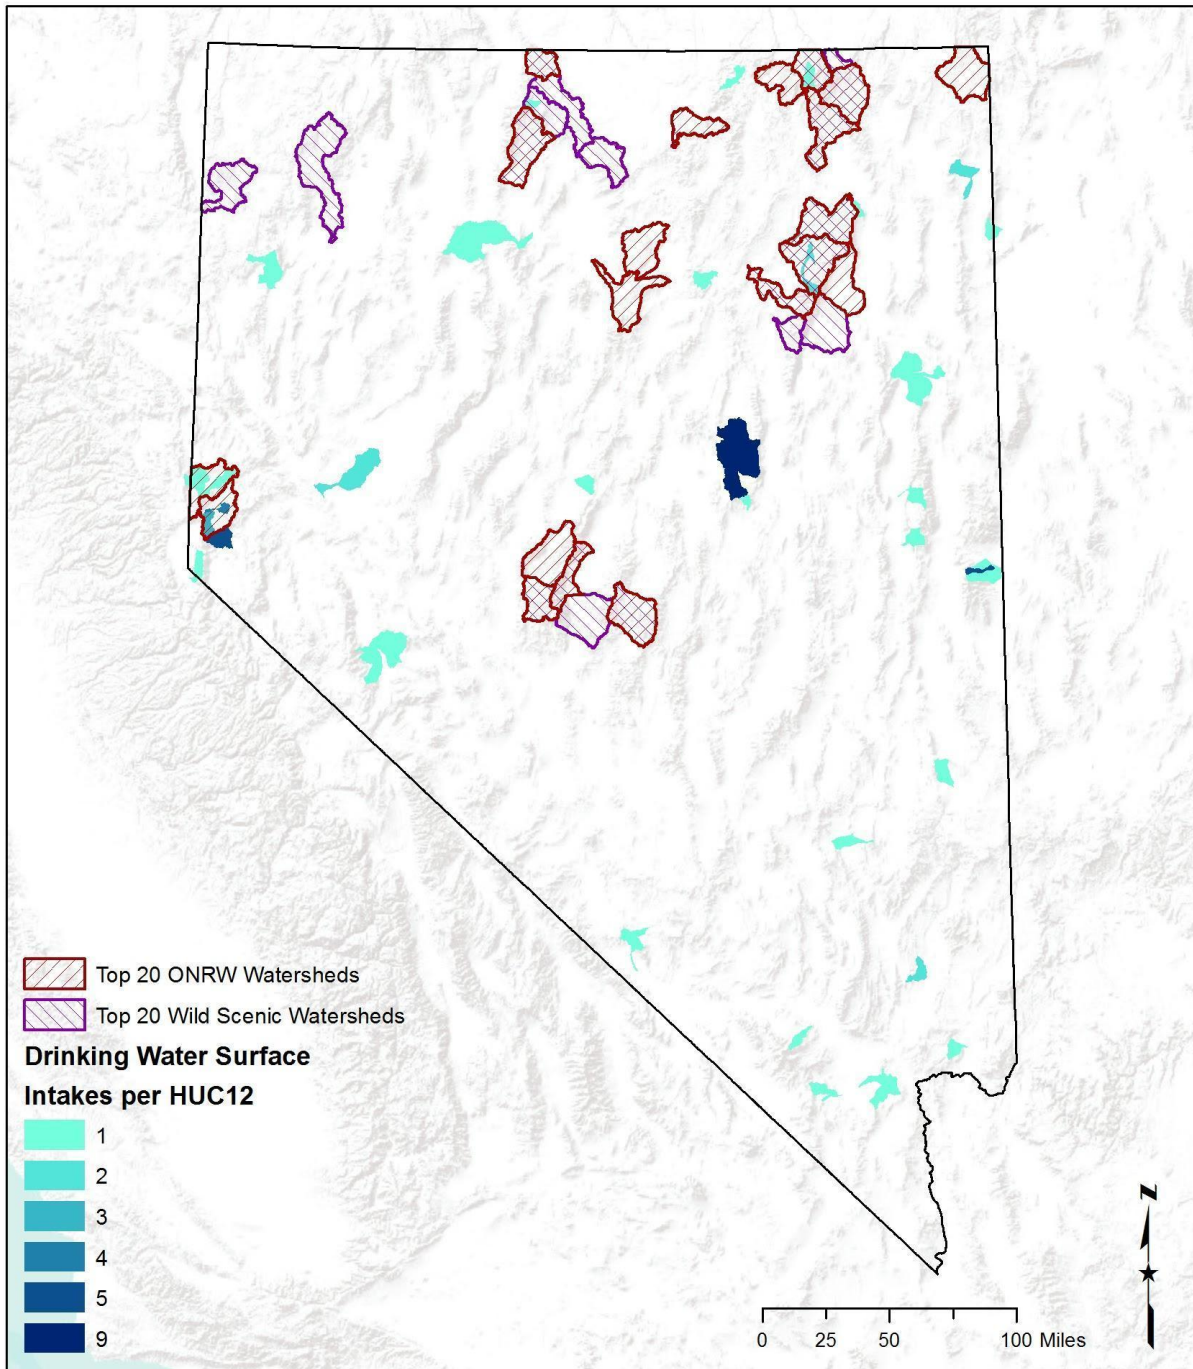 Top 20 ONRW Watersheds
Top 20 Wild Scenic Watersheds
Drinking Water Surface
Intakes per HUC12
1
2
3
4
5
9
N
0 25 50 100 Miles